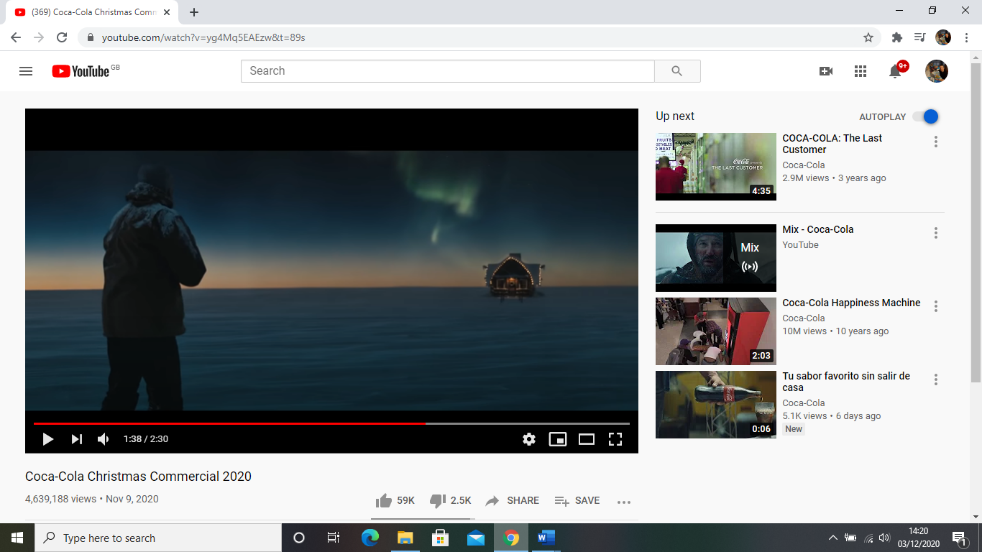 (369) Coca-Cola Christmas Comm
youtube.com/watch?v=yg4Mq5EAEzw&t=89s
YouTube GB
Search
9+
1:38 / 2:30
Coca-Cola Christmas Commercial 2020
4,639,188 views • Nov 9, 2020
59K
2.5K
SHARE
SAVE
Up next
AUTOPLAY
THE LAST CUSTOMER
4:35
COCA-COLA: The Last
Customer
Coca-Cola
2.9M views • 3 years ago
Mix
Mix - Coca-Cola
YouTube
2:03
Coca-Cola Happiness Machine
Coca-Cola
10M views • 10 years ago
0:06
Tu sabor favorito sin salir de
casa
Coca-Cola
5.1K views • 6 days ago
New
Type here to search
14:20
03/12/2020
1